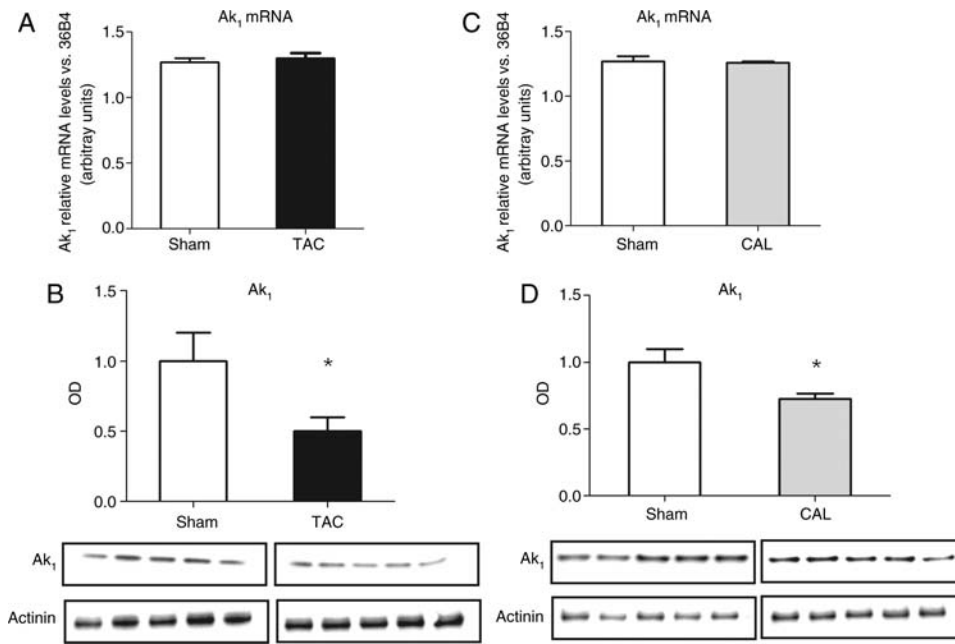 A
Ak₁ mRNA
Ak₁ relative mRNA levels vs. 36B4
(arbitray units)
1.5
1.0
0.5
0.0
Sham TAC
C
Ak₁ mRNA
Ak₁ relative mRNA levels vs. 36B4
(arbitray units)
1.5
1.0
0.5
0.0
Sham CAL
B
Ak₁
OD
1.5
1.0
0.5
0.0
*
Sham TAC
Ak₁
Actinin
D
Ak₁
OD
1.5
1.0
0.5
0.0
*
Sham CAL
Ak₁
Actinin